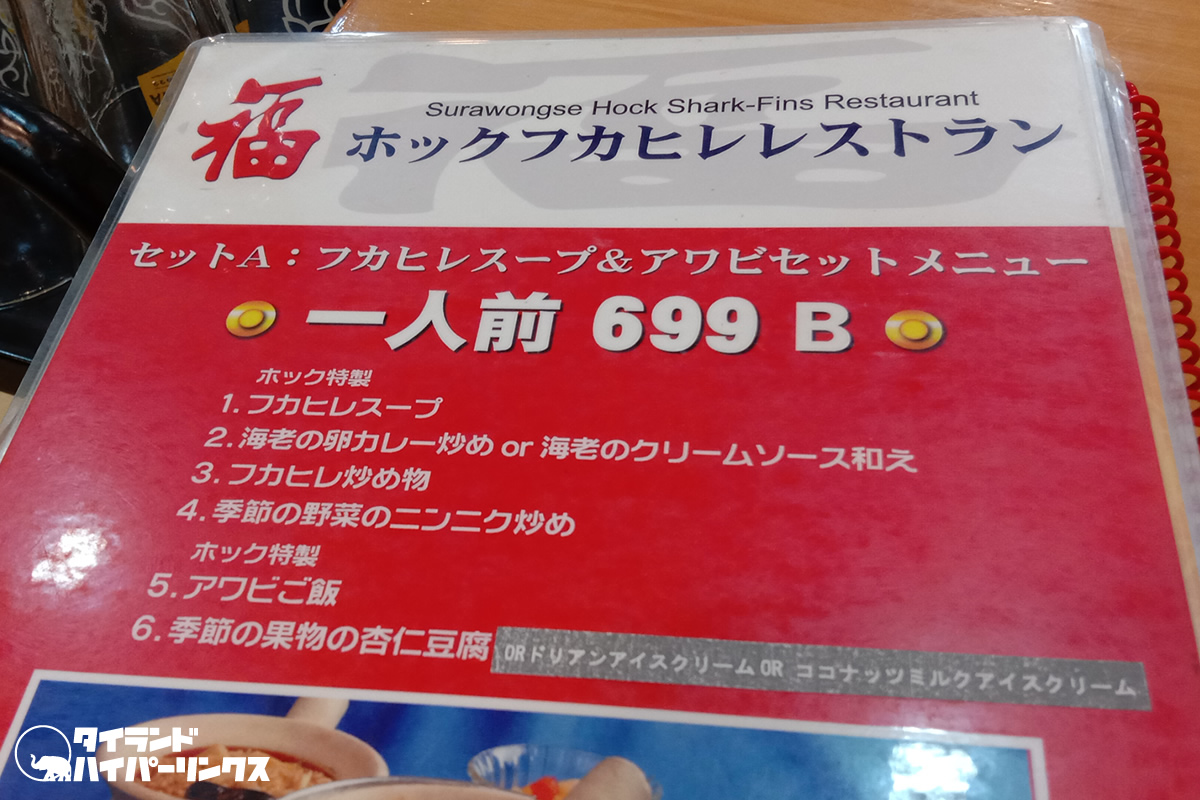 福
Surawongse Hock Shark-Fins Restaurant
ホックフカヒレレストラン
セットA：フカヒレスープ&アワビセットメニュー
一人前 699 B
ホック特製
1.フカヒレスープ
2.海老の卵カレー炒め or 海老のクリームソース和え
3.フカヒレ炒め物
4.季節の野菜のニンニク炒め
ホック特製
5.アワビご飯
6.季節の果物の杏仁豆腐 ORドリアンアイスクリームOR ココナッツミルクアイスクリーム
タイランド
ハイパーリンクス